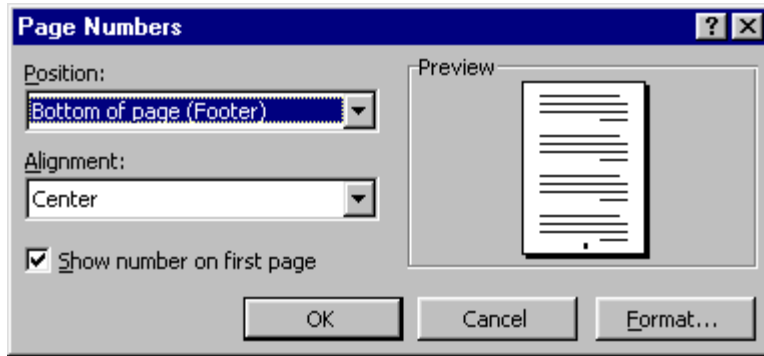 Page Numbers
Position:
Bottom of page (Footer)
Alignment:
Center
Show number on first page
Preview
OK
Cancel
Format...